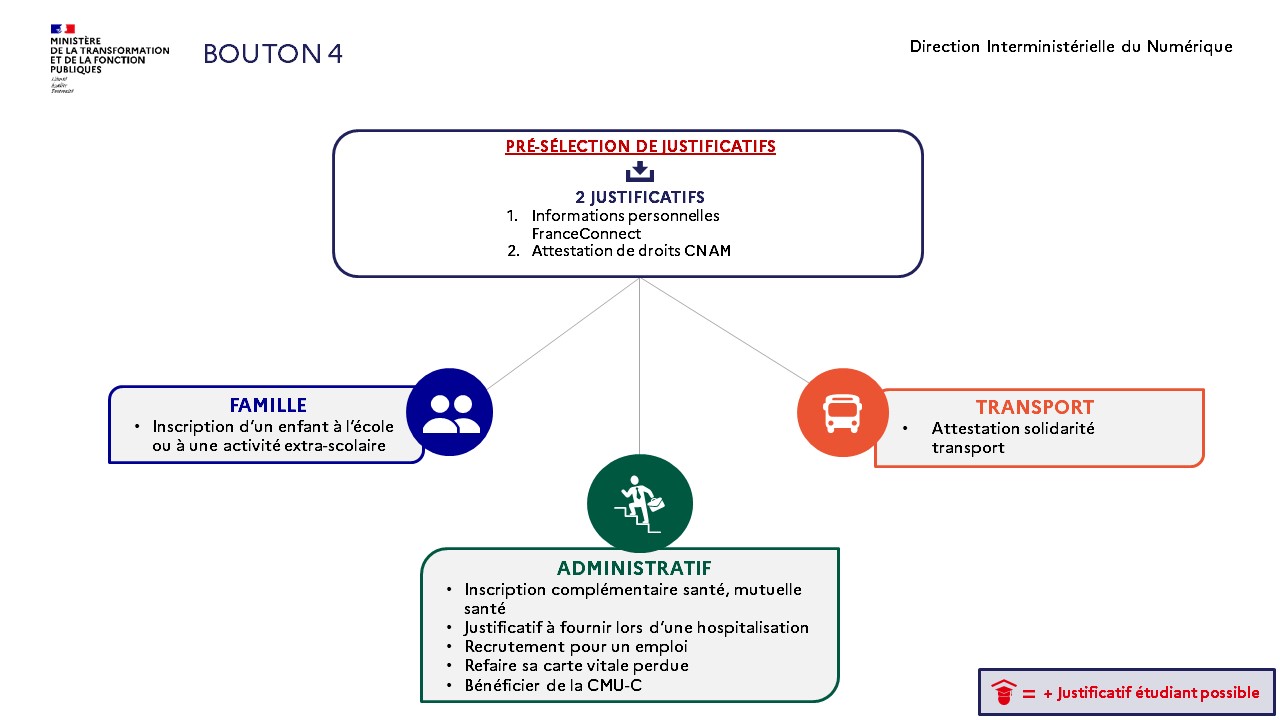 MINISTÈRE
DE LA TRANSFORMATION
ET DE LA FONCTION
PUBLIQUES
Liberté
Égalité
Fraternité
BOUTON 4
Direction Interministérielle du Numérique
PRÉ-SÉLECTION DE JUSTIFICATIFS
2 JUSTIFICATIFS
1. Informations personnelles
FranceConnect
2. Attestation de droits CNAM
FAMILLE
• Inscription d’un enfant à l’école
ou à une activité extra-scolaire
TRANSPORT
• Attestation solidarité
transport
ADMINISTRATIF
• Inscription complémentaire santé, mutuelle
santé
• Justificatif à fournir lors d’une hospitalisation
• Recrutement pour un emploi
• Refaire sa carte vitale perdue
• Bénéficier de la CMU-C
= + Justificatif étudiant possible